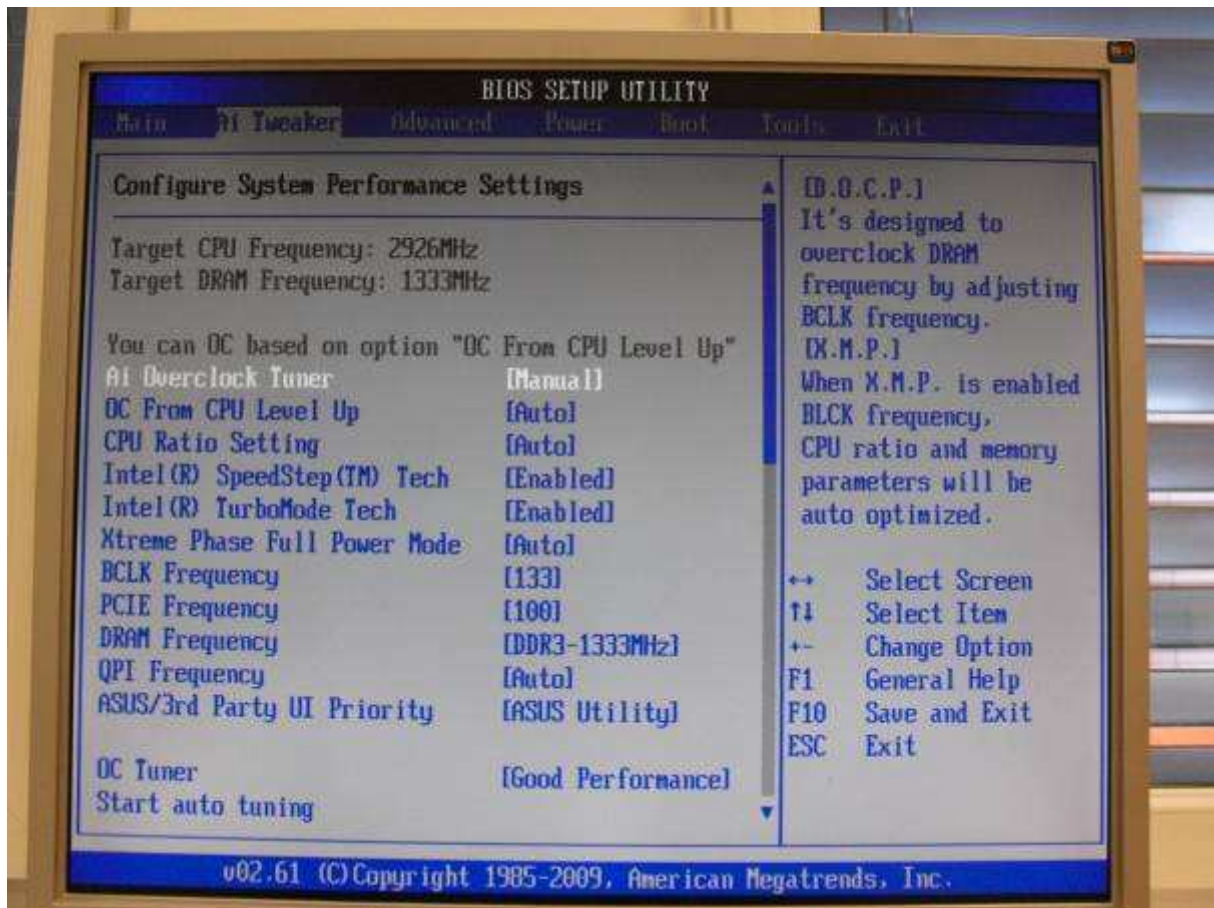 BIOS SETUP UTILITY
Main Ai Tweaker Advanced Power Boot Tools Exit
Configure System Performance Settings
Target CPU Frequency: 2926MHz
Target DRAM Frequency: 1333MHz
You can OC based on option "OC From CPU Level Up"
Ai Overclock Tuner [Manual]
OC From CPU Level Up [Auto]
CPU Ratio Setting [Auto]
Intel(R) SpeedStep(TM) Tech [Enabled]
Intel(R) TurboMode Tech [Enabled]
Xtreme Phase Full Power Mode [Auto]
BCLK Frequency [133]
PCIE Frequency [100]
DRAM Frequency [DDR3-1333MHz]
QPI Frequency [Auto]
ASUS/3rd Party UI Priority [ASUS Utility]
OC Tuner [Good Performance]
Start auto tuning
[D.O.C.P.]
It's designed to
overclock DRAM
frequency by adjusting
BCLK frequency.
[X.M.P.]
When X.M.P. is enabled
BLCK frequency,
CPU ratio and memory
parameters will be
auto optimized.
↔ Select Screen
↑↓ Select Item
+- Change Option
F1 General Help
F10 Save and Exit
ESC Exit
v02.61 (C)Copyright 1985-2009, American Megatrends, Inc.